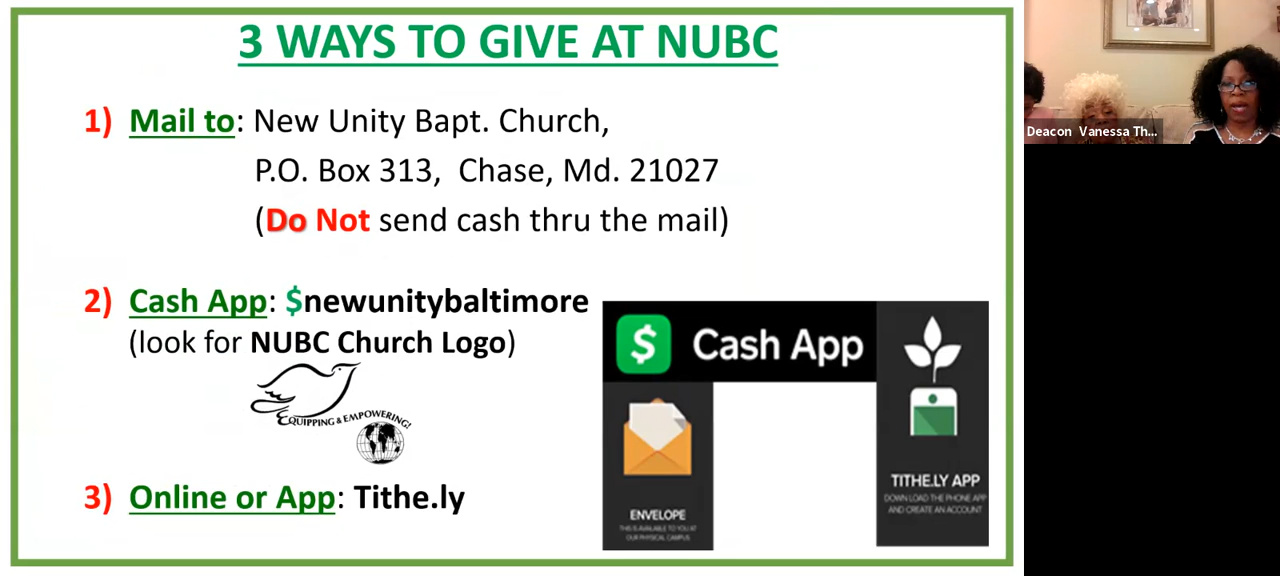 3 WAYS TO GIVE AT NUBC
1) Mail to: New Unity Bapt. Church,
P.O. Box 313, Chase, Md. 21027
(Do Not send cash thru the mail)
2) Cash App: $newunitybaltimore
(look for NUBC Church Logo)
EQUIPPING & EMPOWERING!
3) Online or App: Tithe.ly
$ Cash App
ENVELOPE
THIS IS AVAILABLE TO YOU AT
OUR PHYSICAL CAMPUS
TITHE.LY APP
DOWN LOAD THE PHONE APP
AND CREATE AN ACCOUNT
Deacon Vanessa Th...